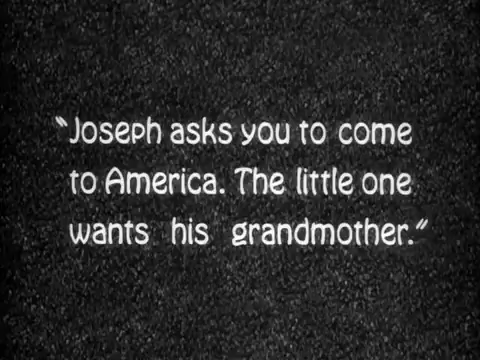 “Joseph asks you to come
to America. The little one
wants his grandmother.”